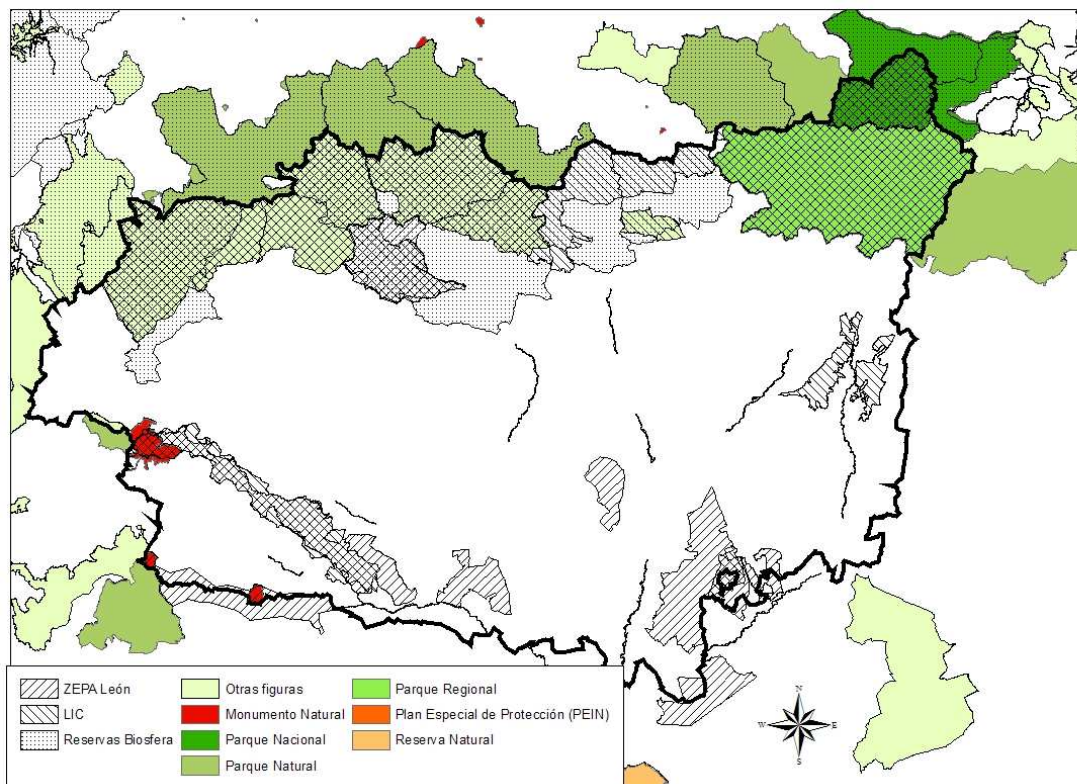 N
W
E
S
ZEPA León
LIC
Reservas Biosfera
Otras figuras
Monumento Natural
Parque Nacional
Parque Natural
Parque Regional
Plan Especial de Protección (PEIN)
Reserva Natural